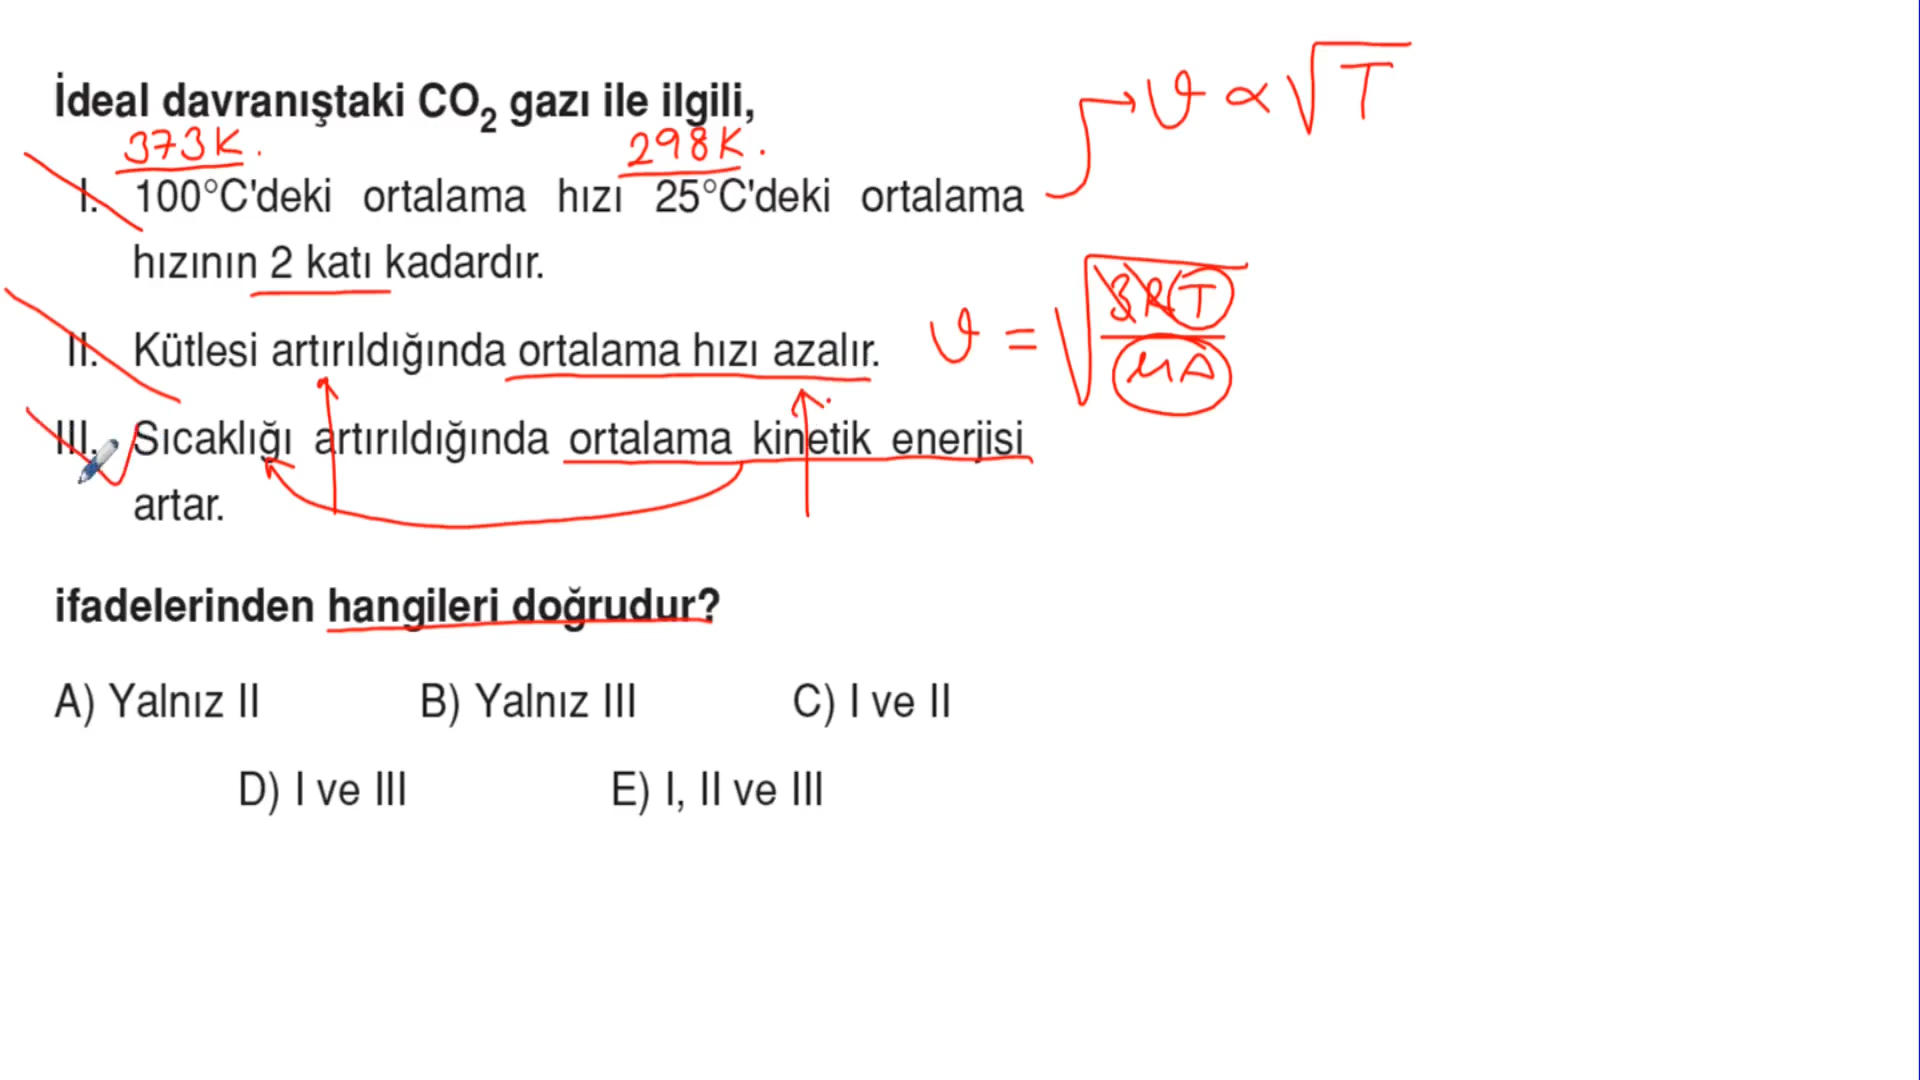 İdeal davranıştaki CO₂ gazı ile ilgili,
373K. 298K.
I. 100°C'deki ortalama hızı 25°C'deki ortalama
hızının 2 katı kadardır.
II. Kütlesi artırıldığında ortalama hızı azalır.
III. Sıcaklığı artırıldığında ortalama kinetik enerjisi
artar.
ifadelerinden hangileri doğrudur?
A) Yalnız II B) Yalnız III C) I ve II
D) I ve III E) I, II ve III
ϑ ∝ √T
ϑ = √(3RT/MA)